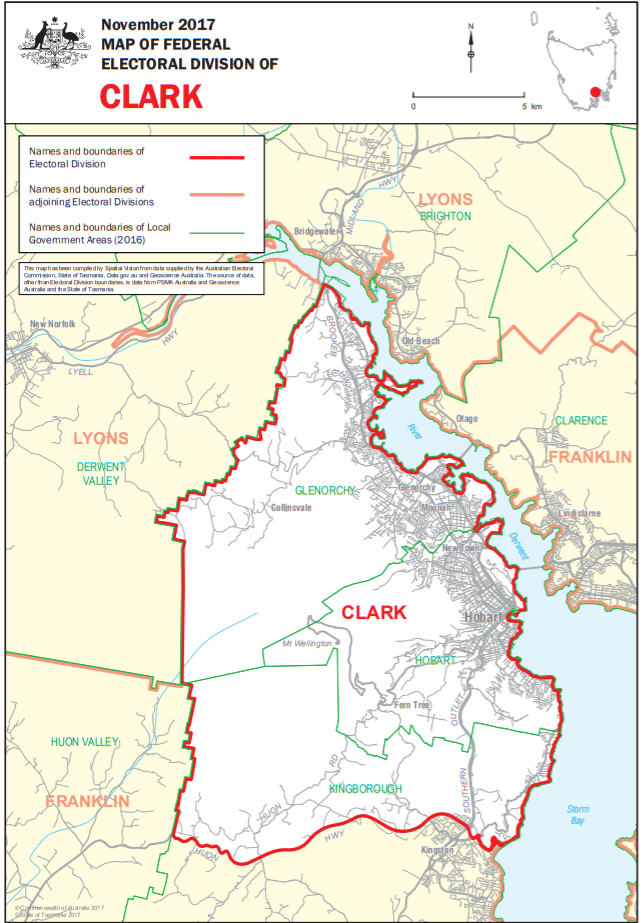 November 2017
MAP OF FEDERAL
ELECTORAL DIVISION OF
CLARK
N
0 5 km
Names and boundaries of
Electoral Division
Names and boundaries of
adjoining Electoral Divisions
Names and boundaries of Local
Government Areas (2016)
This map has been compiled by Spatial Vision from data supplied by the Australian Electoral
Commission, State of Tasmania, Data.gov.au and Geoscience Australia. The source of data,
other than Electoral Division boundaries, is data from PSMA Australia and Geoscience
Australia and the State of Tasmania.
MIDLAND HWY
LYONS
BRIGHTON
Bridgewater
New Norfolk
LYELL HWY
BROOKER
Old Beach
LYONS
DERWENT
VALLEY
River
Otago
CLARENCE
FRANKLIN
GLENORCHY
Glenorchy
Collinsvale
Moonah
Lindisfarne
Derwent
New Town
CLARK
Hobart
Mt Wellington
HOBART
Fern Tree
OUTLET
HUON VALLEY
KINGBOROUGH
FRANKLIN
HUON RD
SOUTHERN
Storm
Bay
HUON HWY
Kingston
© Commonwealth of Australia 2017
© State of Tasmania 2017